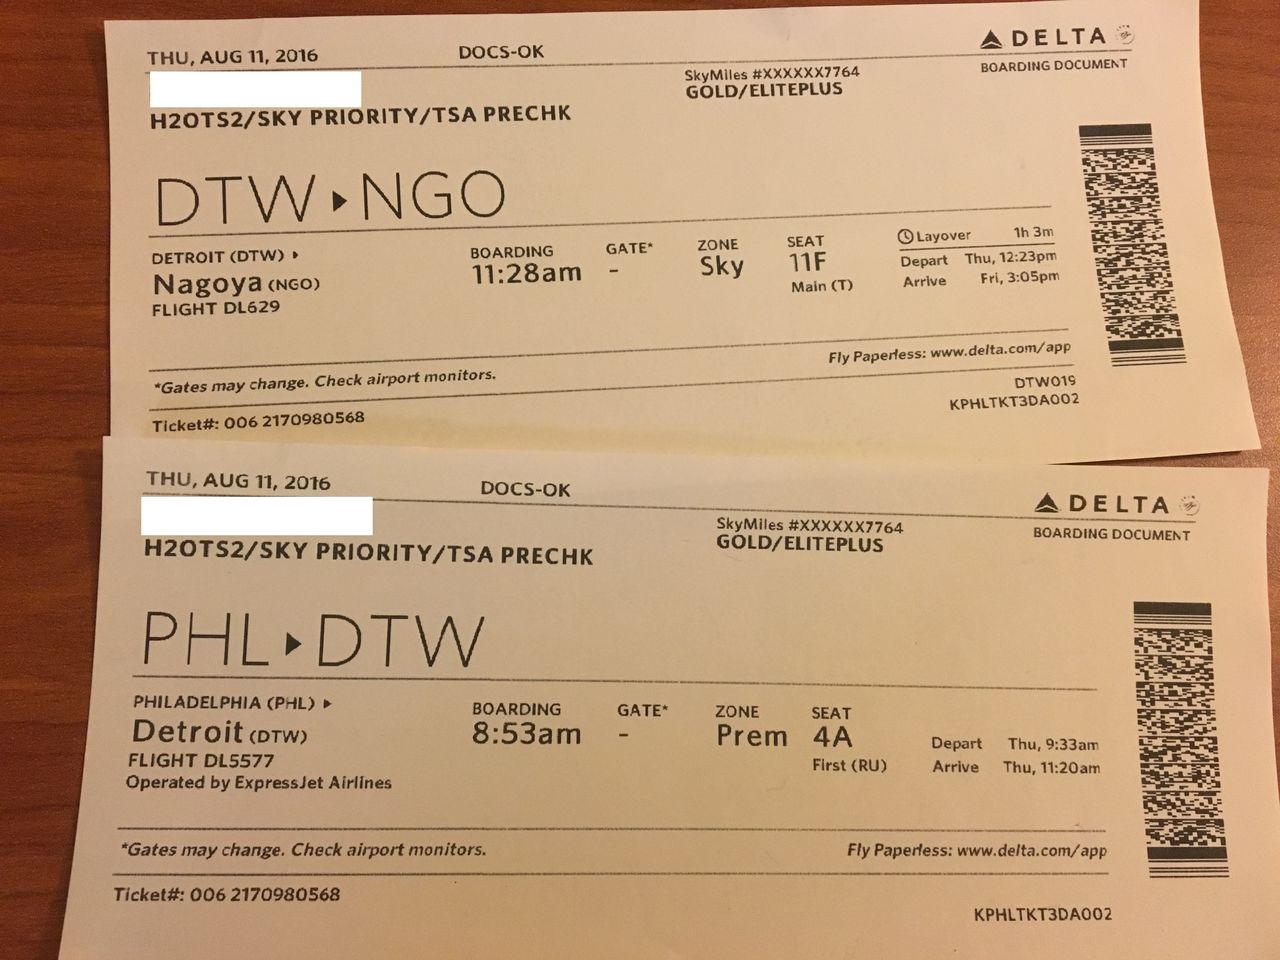 THU, AUG 11, 2016 DOCS-OK
DELTA
BOARDING DOCUMENT
SkyMiles #XXXXXX7764
GOLD/ELITEPLUS
H2OTS2/SKY PRIORITY/TSA PRECHK
DTW▸NGO
DETROIT (DTW) ▸
Nagoya (NGO)
FLIGHT DL629
BOARDING
11:28am
GATE*
-
ZONE
Sky
SEAT
11F
Main (T)
Layover 1h 3m
Depart Thu, 12:23pm
Arrive Fri, 3:05pm
*Gates may change. Check airport monitors.
Fly Paperless: www.delta.com/app
Ticket#: 006 2170980568
DTW019
KPHLTKT3DA002
THU, AUG 11, 2016 DOCS-OK
DELTA
BOARDING DOCUMENT
SkyMiles #XXXXXX7764
GOLD/ELITEPLUS
H2OTS2/SKY PRIORITY/TSA PRECHK
PHL▸DTW
PHILADELPHIA (PHL) ▸
Detroit (DTW)
FLIGHT DL5577
Operated by ExpressJet Airlines
BOARDING
8:53am
GATE*
-
ZONE
Prem
SEAT
4A
First (RU)
Depart Thu, 9:33am
Arrive Thu, 11:20am
*Gates may change. Check airport monitors.
Fly Paperless: www.delta.com/app
Ticket#: 006 2170980568
KPHLTKT3DA002